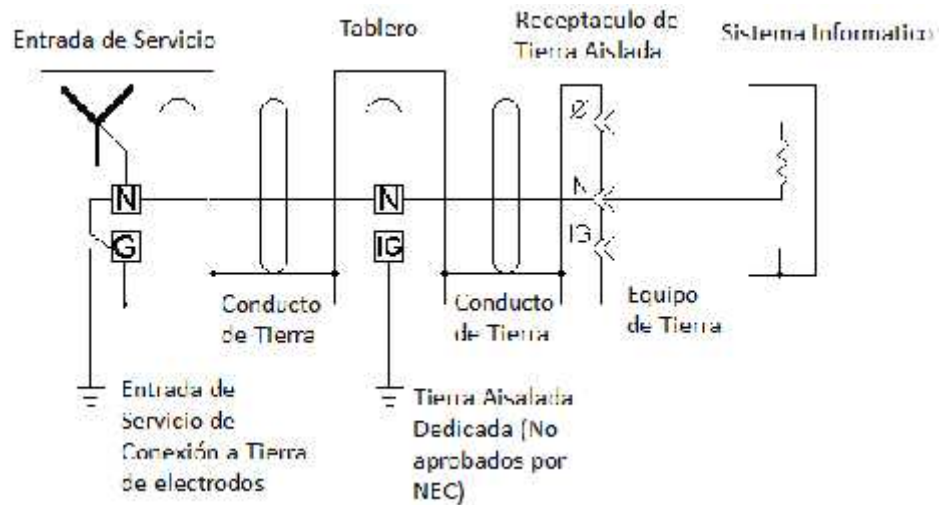 Entrada de Servicio
Tablero
Receptaculo de
Tierra Aislada
Sistema Informatico
Ø
N
N
N
G
IG
IG
Conducto
de Tierra
Conducto
de Tierra
Equipo
de Tierra
Entrada de
Servicio de
Conexión a Tierra
de electrodos
Tierra Aisalada
Dedicada (No
aprobados por
NEC)